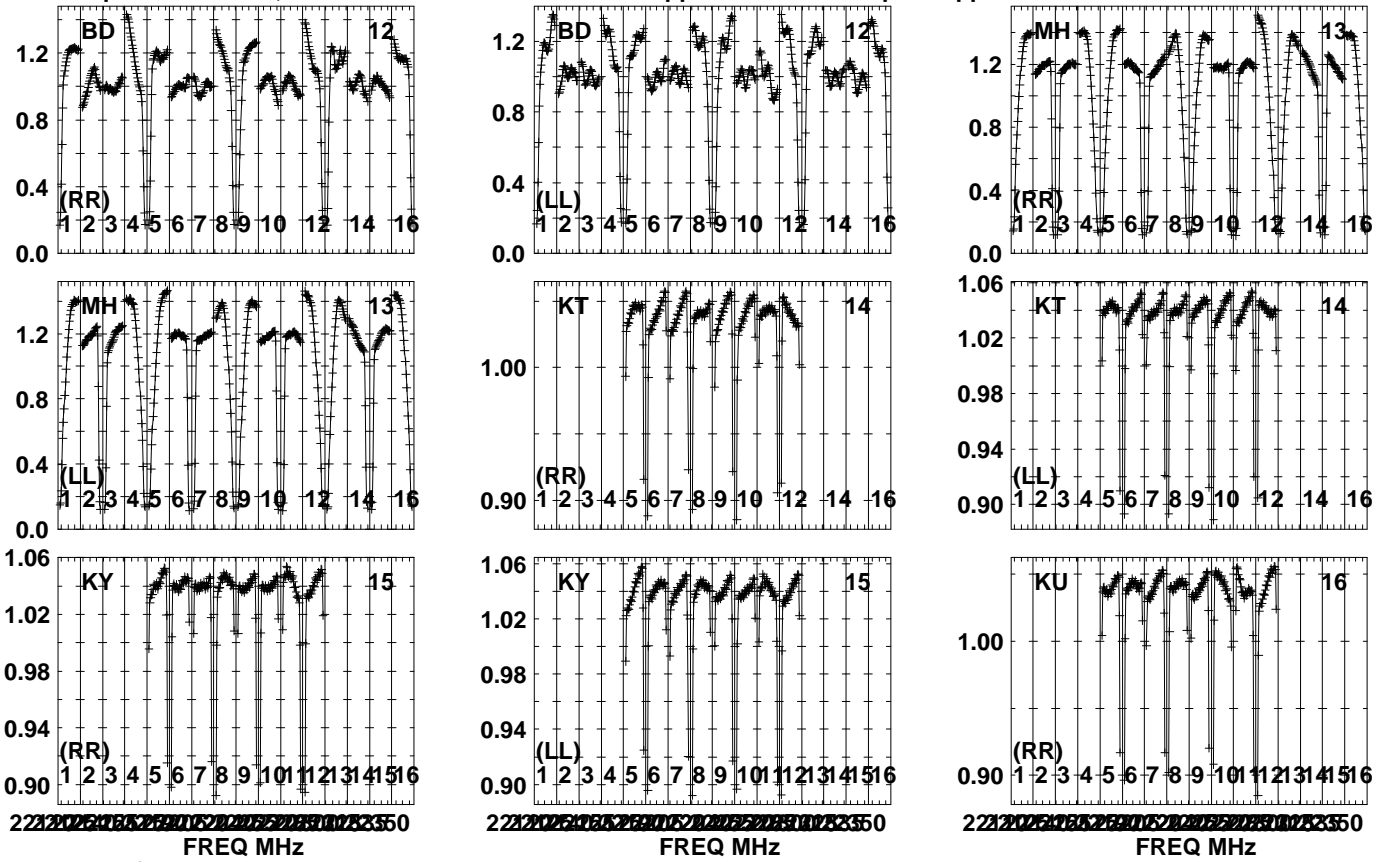 BD 12
1.2
0.8
0.4
(RR)
1 2 3 4 5 6 7 8 9 10 12 14 16
0.0
BD 12
1.2
0.8
0.4
(LL)
1 2 3 4 5 6 7 8 9 10 12 14 16
0.0
MH 13
1.2
0.8
0.4
(RR)
1 2 3 4 5 6 7 8 9 10 12 14 16
0.0
MH 13
1.2
0.8
0.4
(LL)
1 2 3 4 5 6 7 8 9 10 12 14 16
0.0
KT 14
1.00
(RR)
0.90
1 2 3 4 5 6 7 8 9 10 12 14 16
1.06
KT 14
1.02
0.98
0.94
(LL)
0.90
1 2 3 4 5 6 7 8 9 10 12 14 16
1.06
KY 15
1.02
0.98
0.94
(RR)
0.90
1 2 3 4 5 6 7 8 9 10 11 12 13 14 15 16
FREQ MHz
1.06
KY 15
1.02
0.98
0.94
(LL)
0.90
1 2 3 4 5 6 7 8 9 10 11 12 13 14 15 16
FREQ MHz
KU 16
1.00
(RR)
0.90
1 2 3 4 5 6 7 8 9 10 11 12 13 14 15 16
FREQ MHz